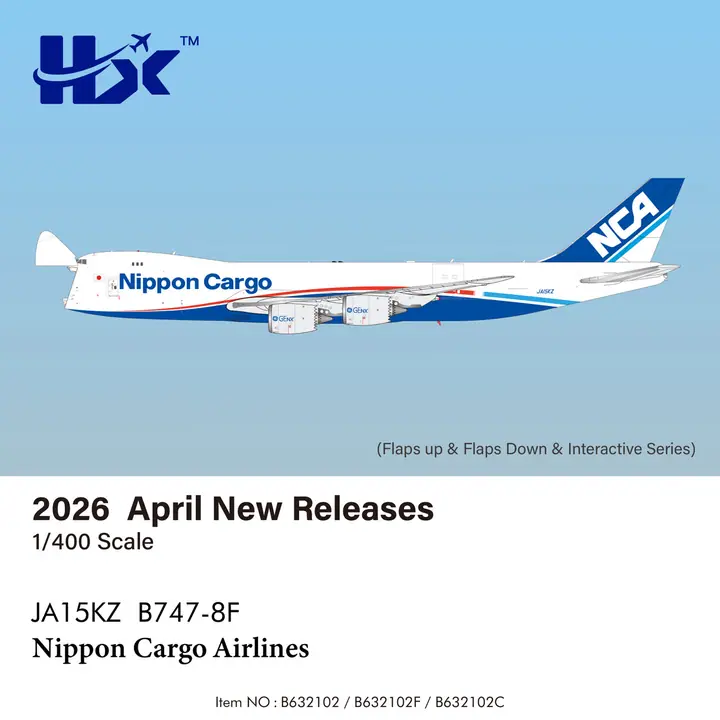 HX™
Nippon Cargo
NCA
JA15KZ
GEnx
GEnx
(Flaps up & Flaps Down & Interactive Series)
2026 April New Releases
1/400 Scale
JA15KZ B747-8F
Nippon Cargo Airlines
Item NO : B632102 / B632102F / B632102C